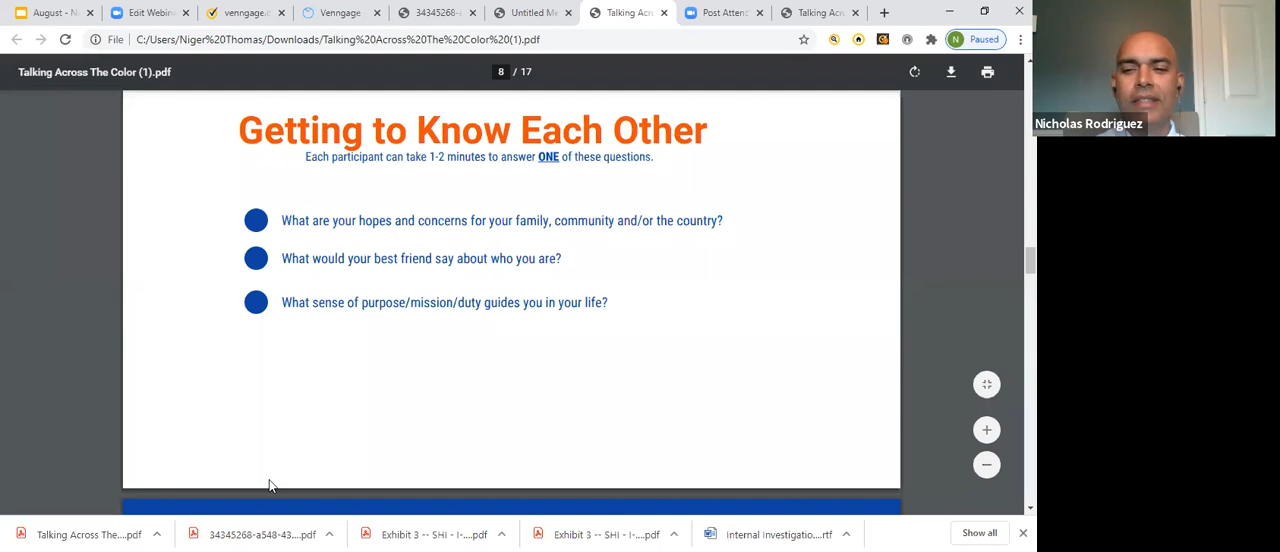 August - N
Edit Webina
venngage.c
Venngage
34345268-
Untitled Me
Talking Acr
Post Attend
Talking Acr
File
C:/Users/Niger%20Thomas/Downloads/Talking%20Across%20The%20Color%20(1).pdf
N
Paused
Talking Across The Color (1).pdf
8 / 17
Nicholas Rodriguez
Getting to Know Each Other
Each participant can take 1-2 minutes to answer ONE of these questions.
What are your hopes and concerns for your family, community and/or the country?
What would your best friend say about who you are?
What sense of purpose/mission/duty guides you in your life?
Talking Across The....pdf
34345268-a548-43....pdf
Exhibit 3 -- SHI - I-....pdf
Exhibit 3 -- SHI - I-....pdf
Internal Investigatio....rtf
Show all